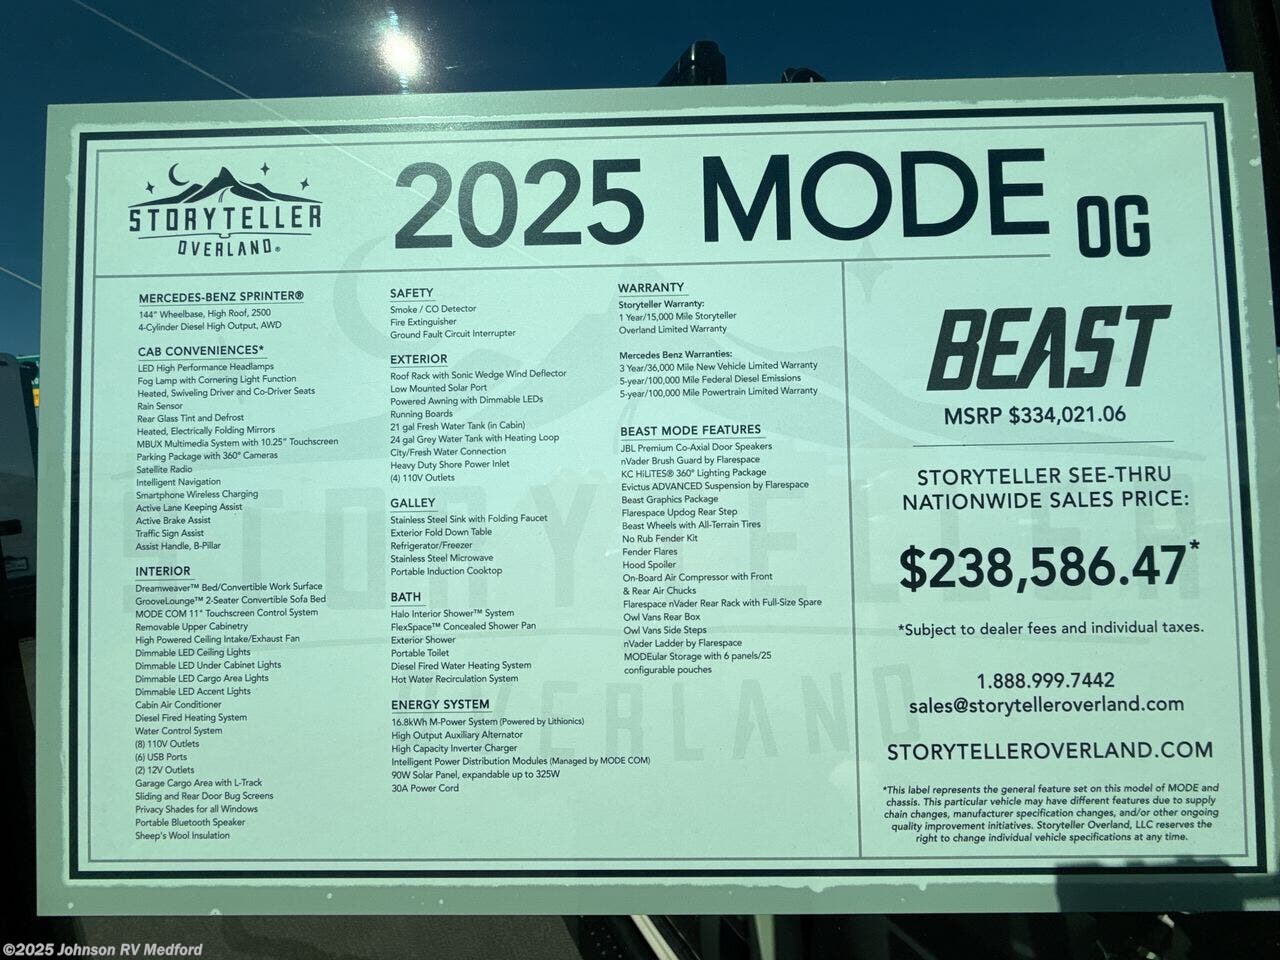 STORYTELLER
OVERLAND®
2025 MODE OG
MERCEDES-BENZ SPRINTER®
144" Wheelbase, High Roof, 2500
4-Cylinder Diesel High Output, AWD
CAB CONVENIENCES*
LED High Performance Headlamps
Fog Lamp with Cornering Light Function
Heated, Swiveling Driver and Co-Driver Seats
Rain Sensor
Rear Glass Tint and Defrost
Heated, Electrically Folding Mirrors
MBUX Multimedia System with 10.25" Touchscreen
Parking Package with 360° Cameras
Satellite Radio
Intelligent Navigation
Smartphone Wireless Charging
Active Lane Keeping Assist
Active Brake Assist
Traffic Sign Assist
Assist Handle, B-Pillar
INTERIOR
Dreamweaver™ Bed/Convertible Work Surface
GrooveLounge™ 2-Seater Convertible Sofa Bed
MODE COM 11" Touchscreen Control System
Removable Upper Cabinetry
High Powered Ceiling Intake/Exhaust Fan
Dimmable LED Ceiling Lights
Dimmable LED Under Cabinet Lights
Dimmable LED Cargo Area Lights
Dimmable LED Accent Lights
Cabin Air Conditioner
Diesel Fired Heating System
Water Control System
(8) 110V Outlets
(6) USB Ports
(2) 12V Outlets
Garage Cargo Area with L-Track
Sliding and Rear Door Bug Screens
Privacy Shades for all Windows
Portable Bluetooth Speaker
Sheep's Wool Insulation
SAFETY
Smoke / CO Detector
Fire Extinguisher
Ground Fault Circuit Interrupter
EXTERIOR
Roof Rack with Sonic Wedge Wind Deflector
Low Mounted Solar Port
Powered Awning with Dimmable LEDs
Running Boards
21 gal Fresh Water Tank (in Cabin)
24 gal Grey Water Tank with Heating Loop
City/Fresh Water Connection
Heavy Duty Shore Power Inlet
(4) 110V Outlets
GALLEY
Stainless Steel Sink with Folding Faucet
Exterior Fold Down Table
Refrigerator/Freezer
Stainless Steel Microwave
Portable Induction Cooktop
BATH
Halo Interior Shower™ System
FlexSpace™ Concealed Shower Pan
Exterior Shower
Portable Toilet
Diesel Fired Water Heating System
Hot Water Recirculation System
ENERGY SYSTEM
16.8kWh M-Power System (Powered by Lithionics)
High Output Auxiliary Alternator
High Capacity Inverter Charger
Intelligent Power Distribution Modules (Managed by MODE COM)
90W Solar Panel, expandable up to 325W
30A Power Cord
WARRANTY
Storyteller Warranty:
1 Year/15,000 Mile Storyteller
Overland Limited Warranty
Mercedes Benz Warranties:
3 Year/36,000 Mile New Vehicle Limited Warranty
5-year/100,000 Mile Federal Diesel Emissions
5-year/100,000 Mile Powertrain Limited Warranty
BEAST MODE FEATURES
JBL Premium Co-Axial Door Speakers
nVader Brush Guard by Flarespace
KC HiLiTES® 360° Lighting Package
Evictus ADVANCED Suspension by Flarespace
Beast Graphics Package
Flarespace Updog Rear Step
Beast Wheels with All-Terrain Tires
No Rub Fender Kit
Fender Flares
Hood Spoiler
On-Board Air Compressor with Front
& Rear Air Chucks
Flarespace nVader Rear Rack with Full-Size Spare
Owl Vans Rear Box
Owl Vans Side Steps
nVader Ladder by Flarespace
MODEular Storage with 6 panels/25
configurable pouches
BEAST
MSRP $334,021.06
STORYTELLER SEE-THRU
NATIONWIDE SALES PRICE:
$238,586.47*
*Subject to dealer fees and individual taxes.
1.888.999.7442
sales@storytelleroverland.com
STORYTELLEROVERLAND.COM
*This label represents the general feature set on this model of MODE and
chassis. This particular vehicle may have different features due to supply
chain changes, manufacturer specification changes, and/or other ongoing
quality improvement initiatives. Storyteller Overland, LLC reserves the
right to change individual vehicle specifications at any time.
STORYTELLER
OVERLAND
©2025 Johnson RV Medford